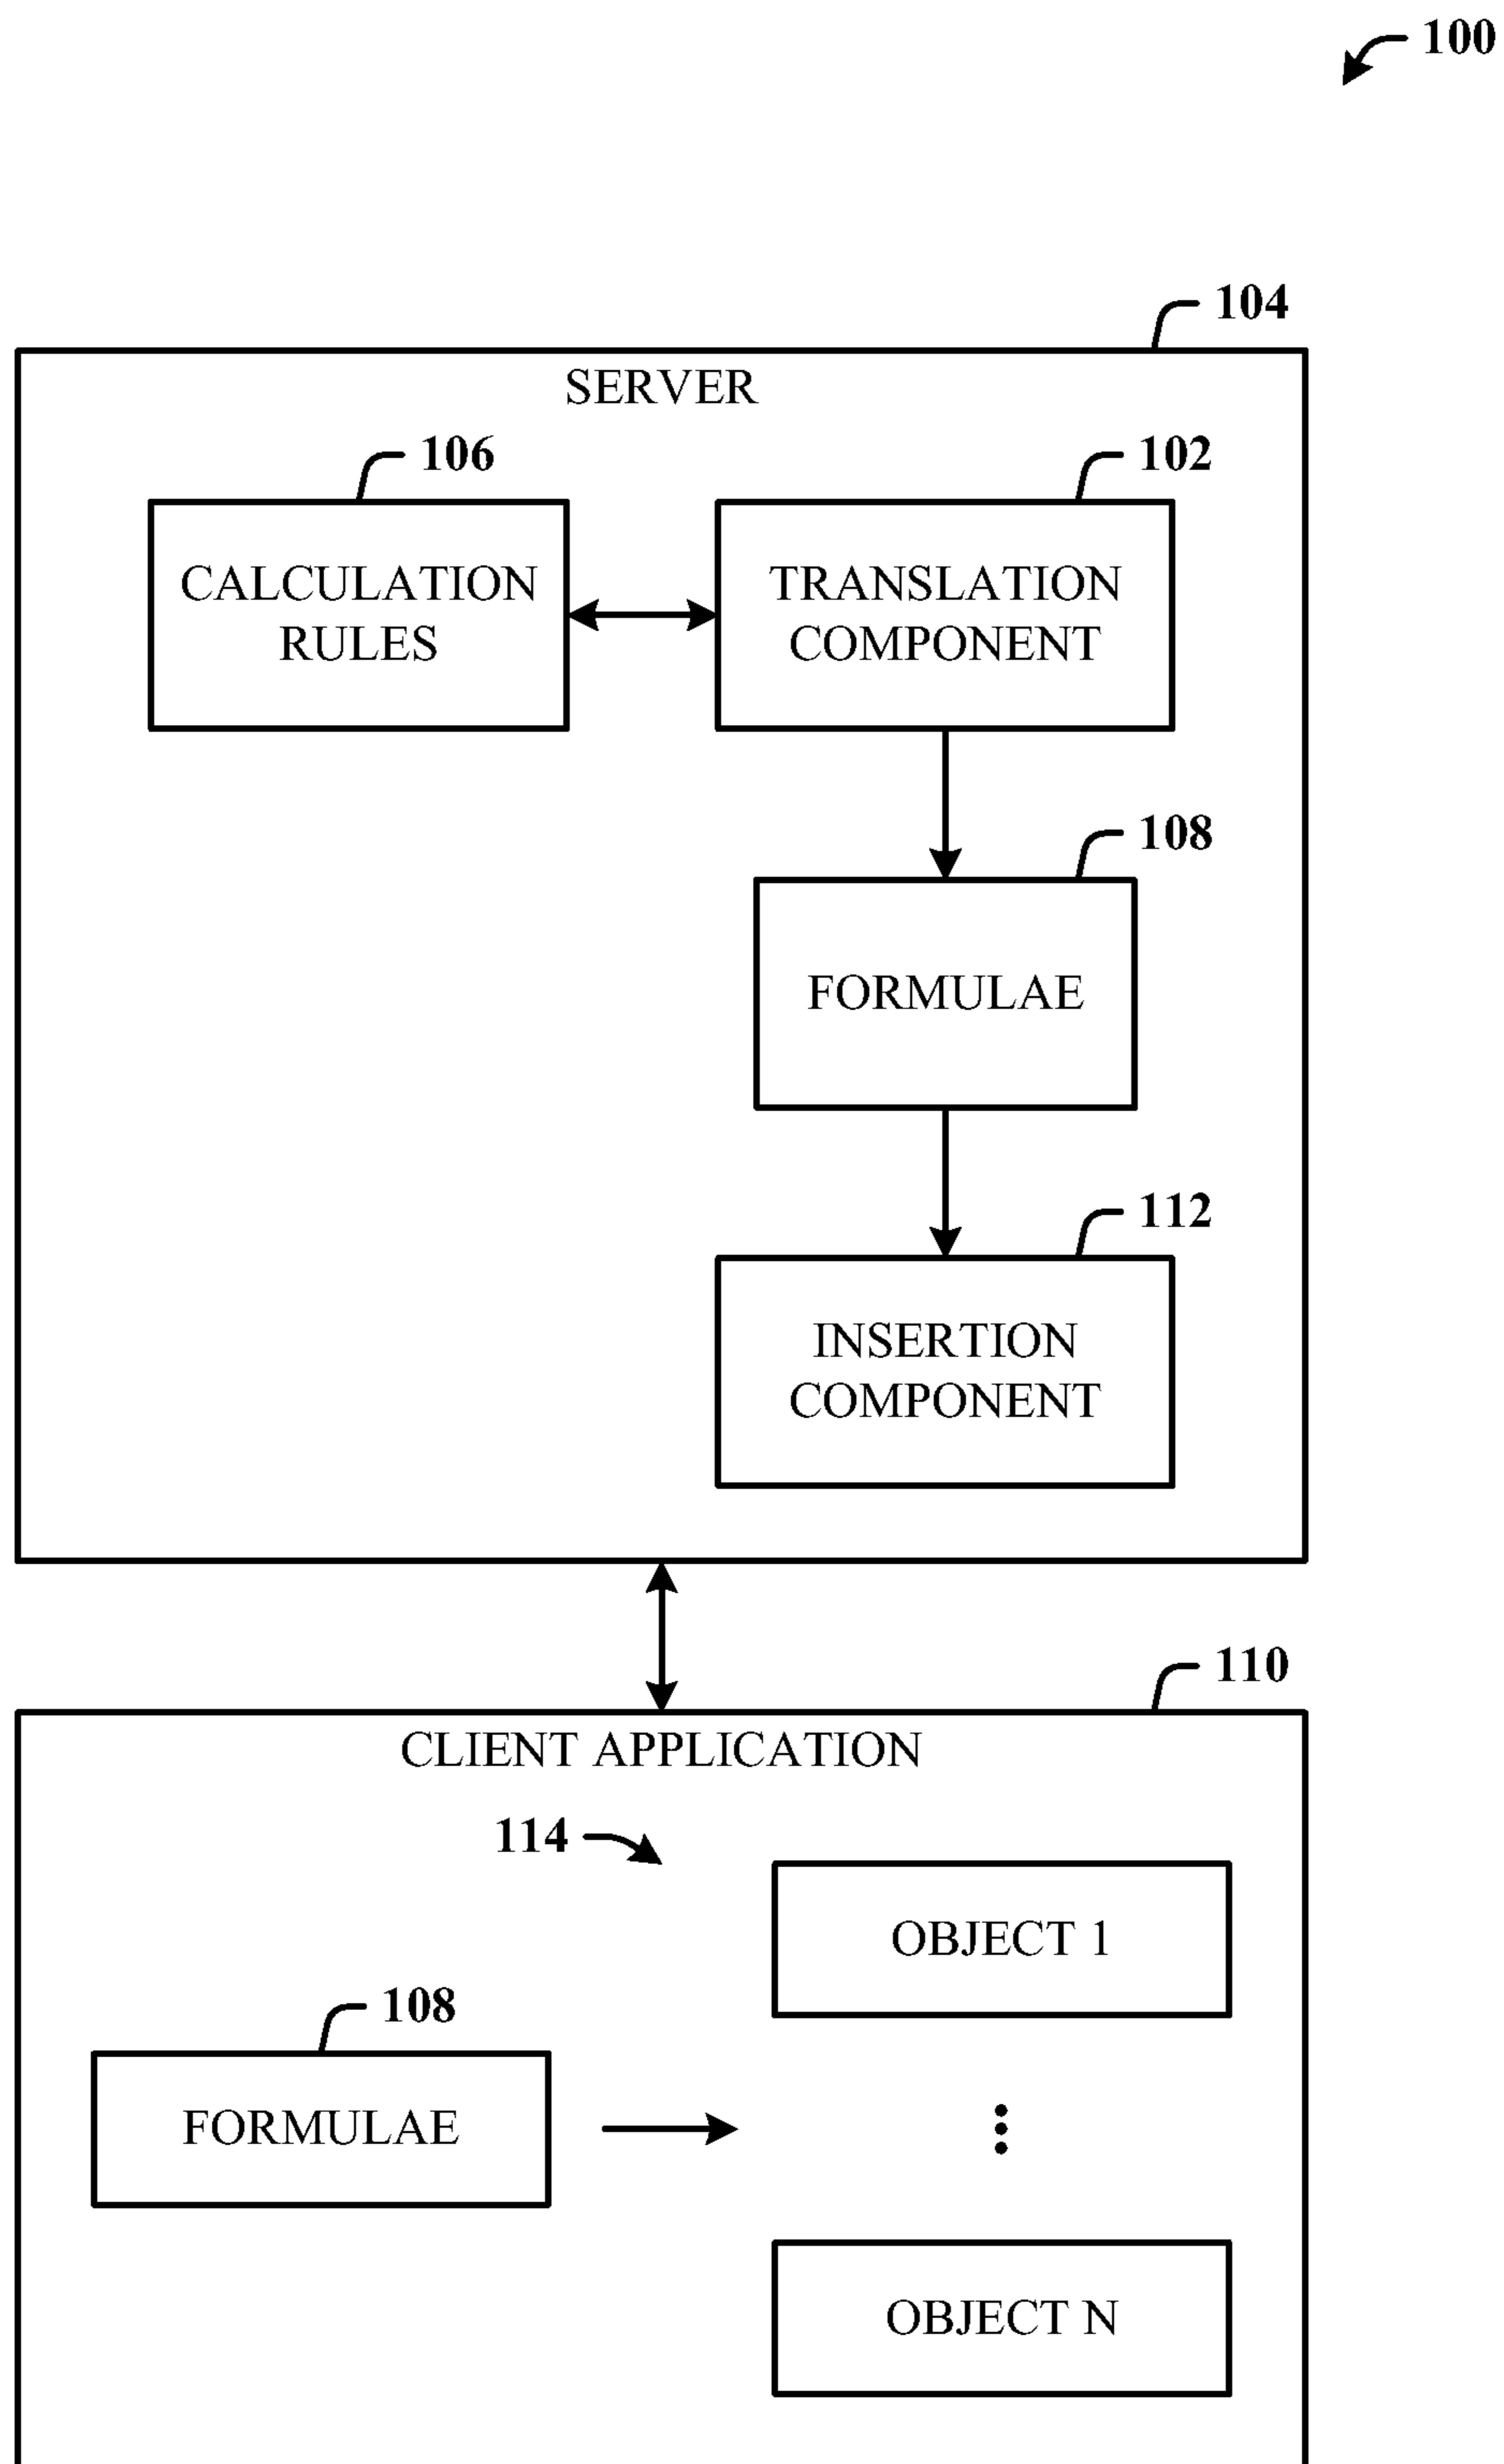 100
104
SERVER
106
102
CALCULATION
RULES
TRANSLATION
COMPONENT
108
FORMULAE
112
INSERTION
COMPONENT
110
CLIENT APPLICATION
114
OBJECT 1
108
FORMULAE
OBJECT N